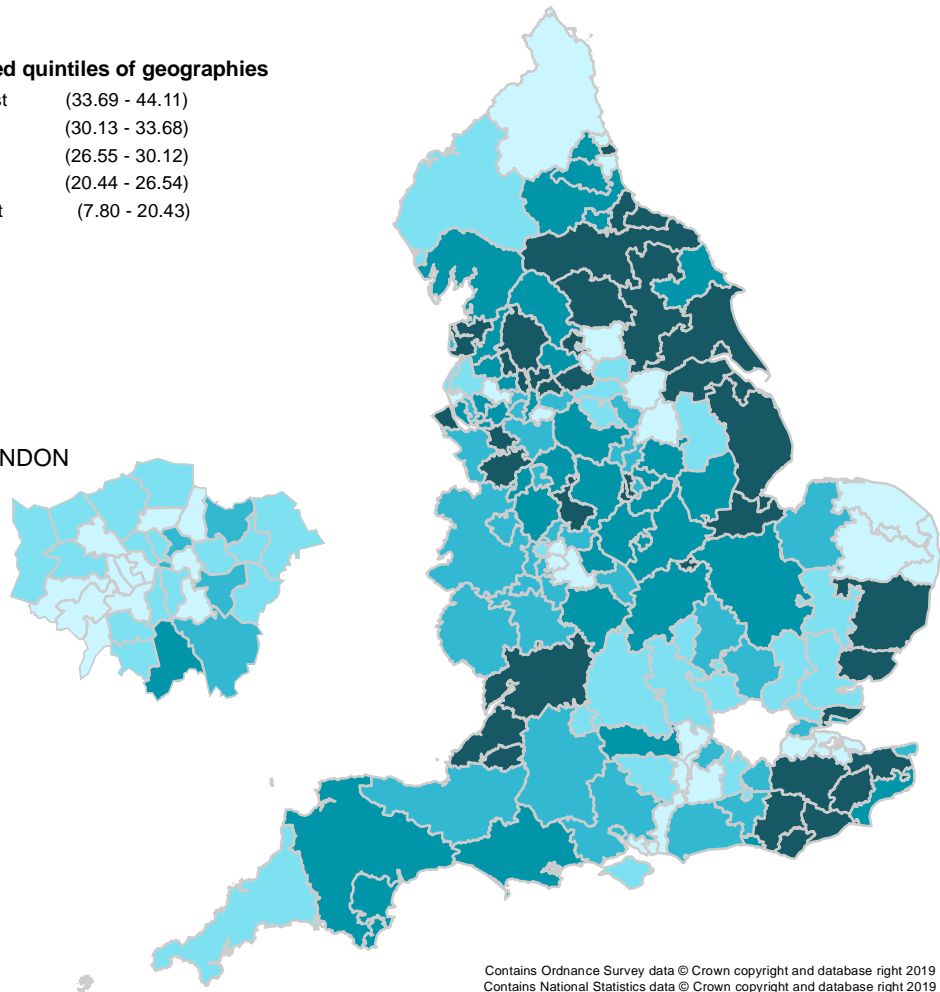 ed quintiles of geographies
st (33.69 - 44.11)
(30.13 - 33.68)
(26.55 - 30.12)
(20.44 - 26.54)
t (7.80 - 20.43)
NDON
Contains Ordnance Survey data © Crown copyright and database right 2019
Contains National Statistics data © Crown copyright and database right 2019